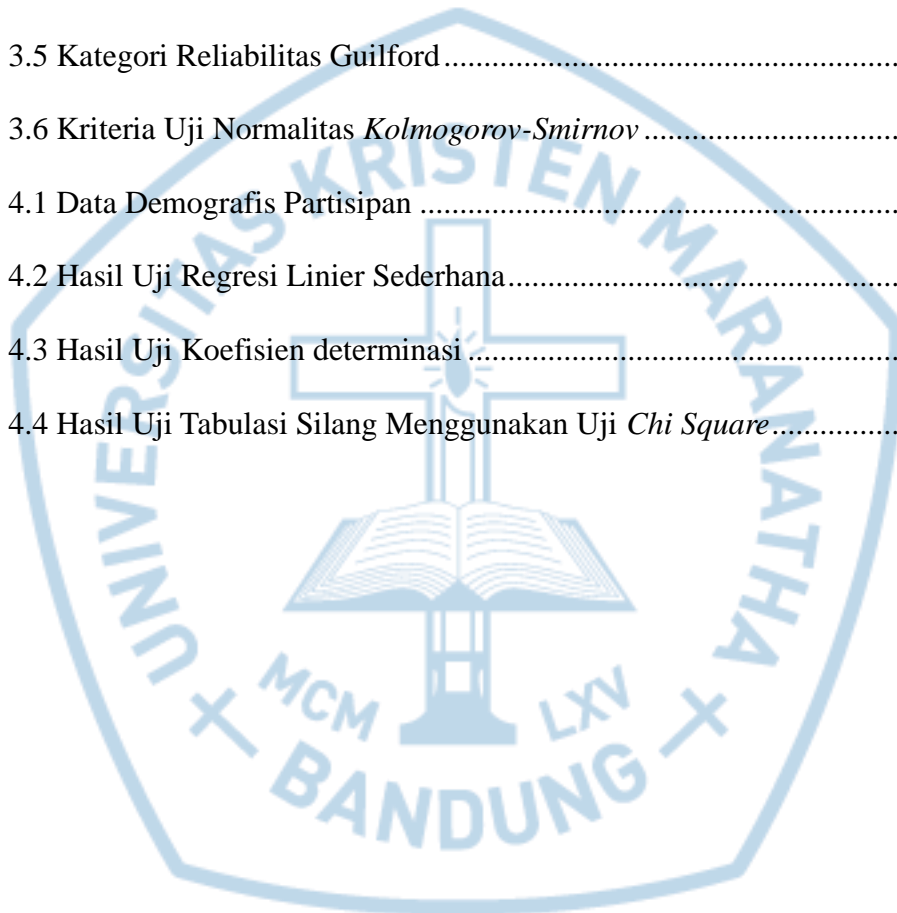 3.5 Kategori Reliabilitas Guilford
3.6 Kriteria Uji Normalitas Kolmogorov-Smirnov
4.1 Data Demografis Partisipan
4.2 Hasil Uji Regresi Linier Sederhana
4.3 Hasil Uji Koefisien determinasi
4.4 Hasil Uji Tabulasi Silang Menggunakan Uji Chi Square
UNIVERSITAS KRISTEN MARANATHA
MCM LXV
BANDUNG